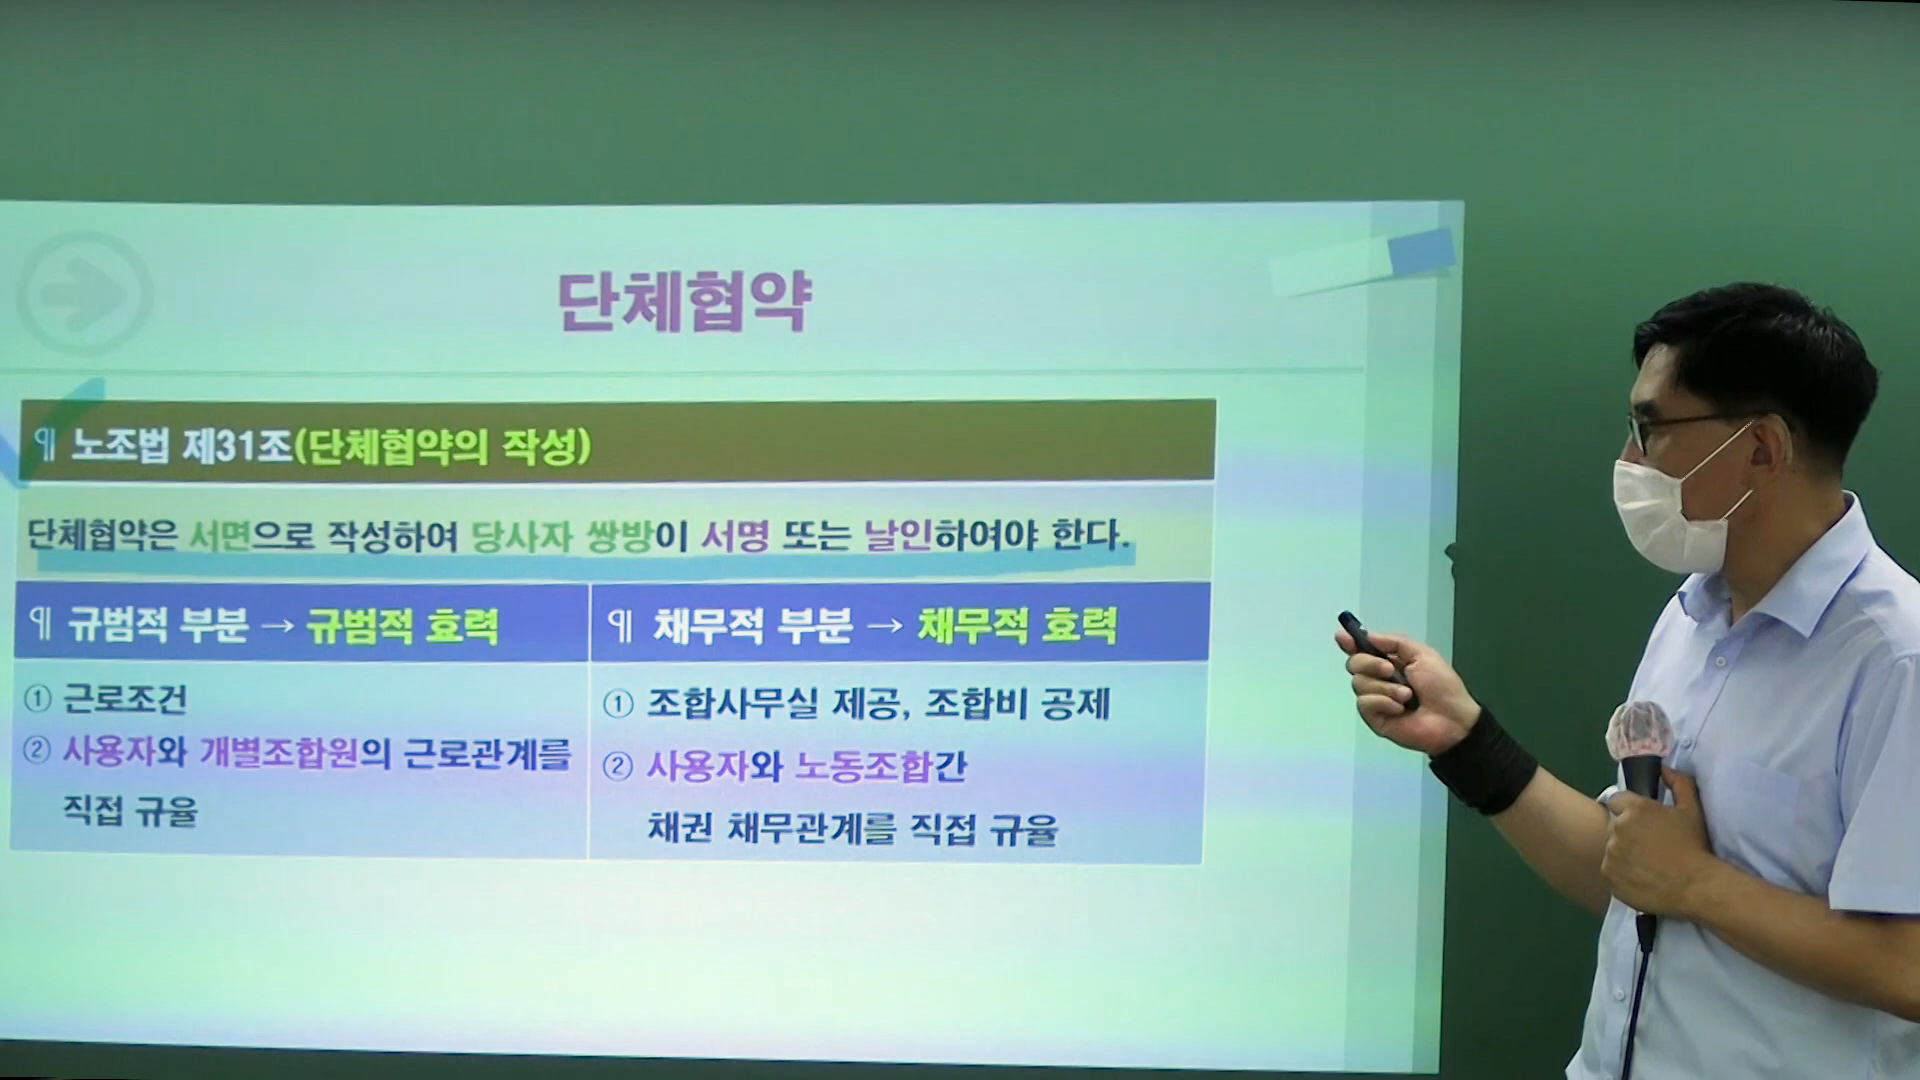 단체협약
¶ 노조법 제31조(단체협약의 작성)
단체협약은 서면으로 작성하여 당사자 쌍방이 서명 또는 날인하여야 한다.
¶ 규범적 부분 → 규범적 효력
① 근로조건
② 사용자와 개별조합원의 근로관계를
직접 규율
¶ 채무적 부분 → 채무적 효력
① 조합사무실 제공, 조합비 공제
② 사용자와 노동조합간
채권 채무관계를 직접 규율